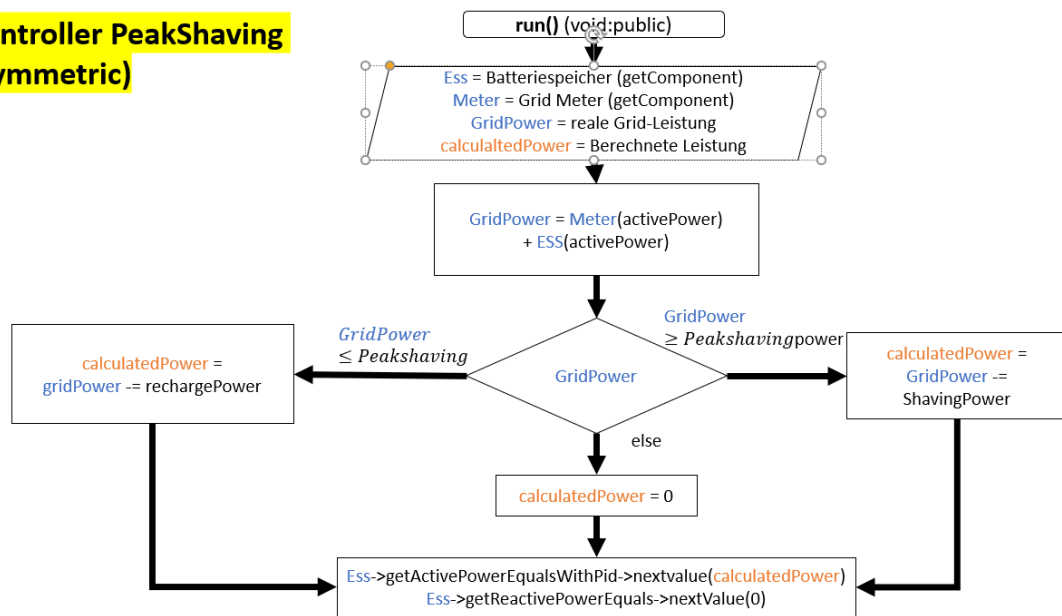 ntroller PeakShaving
ymmetric)
run() (void:public)
Ess = Batteriespeicher (getComponent)
Meter = Grid Meter (getComponent)
GridPower = reale Grid-Leistung
calculaltedPower = Berechnete Leistung
GridPower = Meter(activePower)
+ ESS(activePower)
GridPower
≤ Peakshaving
GridPower
≥ Peakshavingpower
calculatedPower =
gridPower -= rechargePower
GridPower
calculatedPower =
GridPower -=
ShavingPower
else
calculatedPower = 0
Ess->getActivePowerEqualsWithPid->nextvalue(calculatedPower)
Ess->getReactivePowerEquals->nextValue(0)